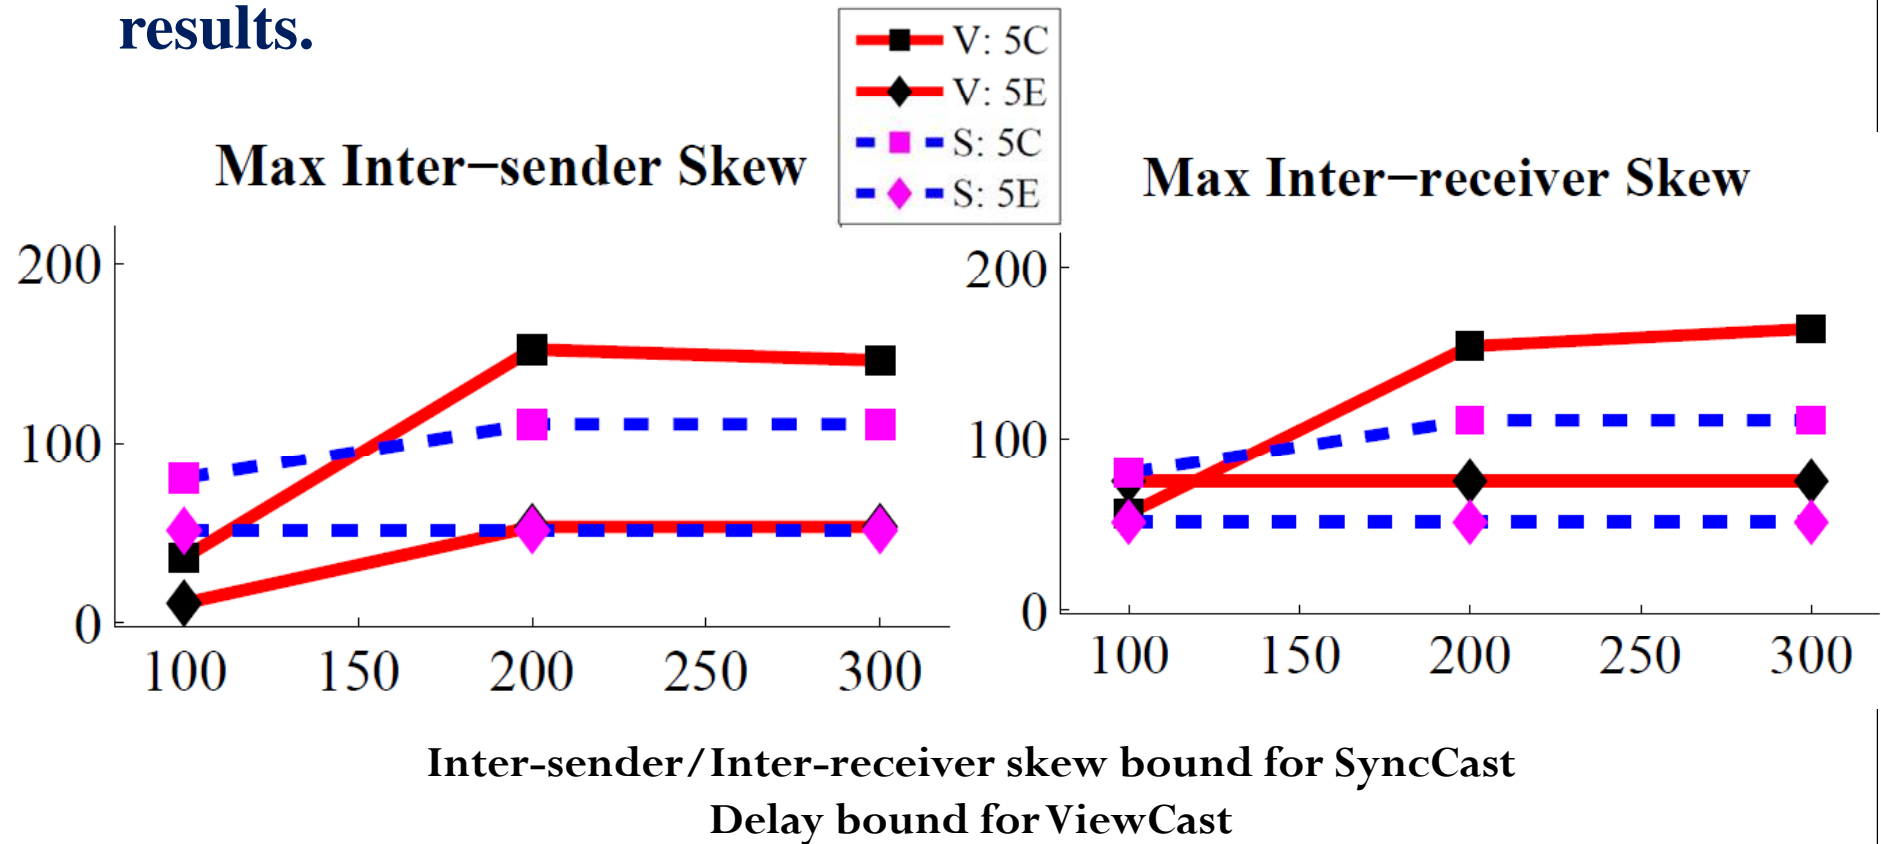 results.
V: 5C
V: 5E
S: 5C
S: 5E
Max Inter−sender Skew
200
100
0
100 150 200 250 300
Max Inter−receiver Skew
200
100
0
100 150 200 250 300
Inter-sender/Inter-receiver skew bound for SyncCast
Delay bound for ViewCast